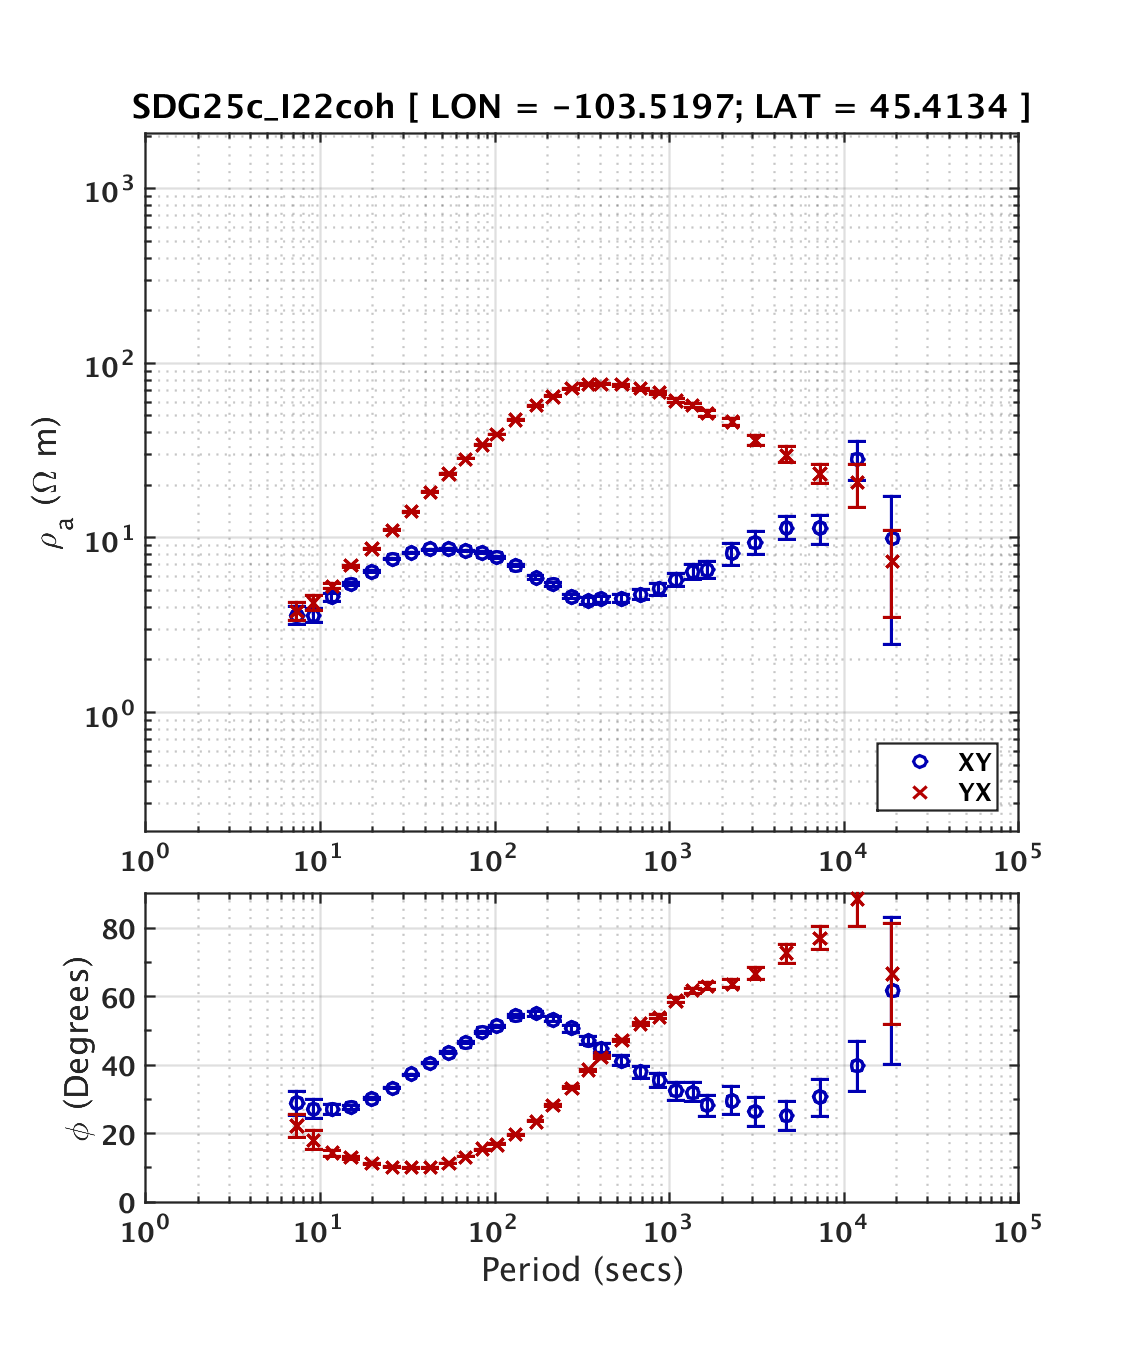 SDG25c_I22coh [ LON = -103.5197; LAT = 45.4134 ]
10³
10²
10¹
10⁰
ρₐ (Ω m)
XY
YX
10⁰ 10¹ 10² 10³ 10⁴ 10⁵
80
60
40
20
0
ϕ (Degrees)
10⁰ 10¹ 10² 10³ 10⁴ 10⁵
Period (secs)